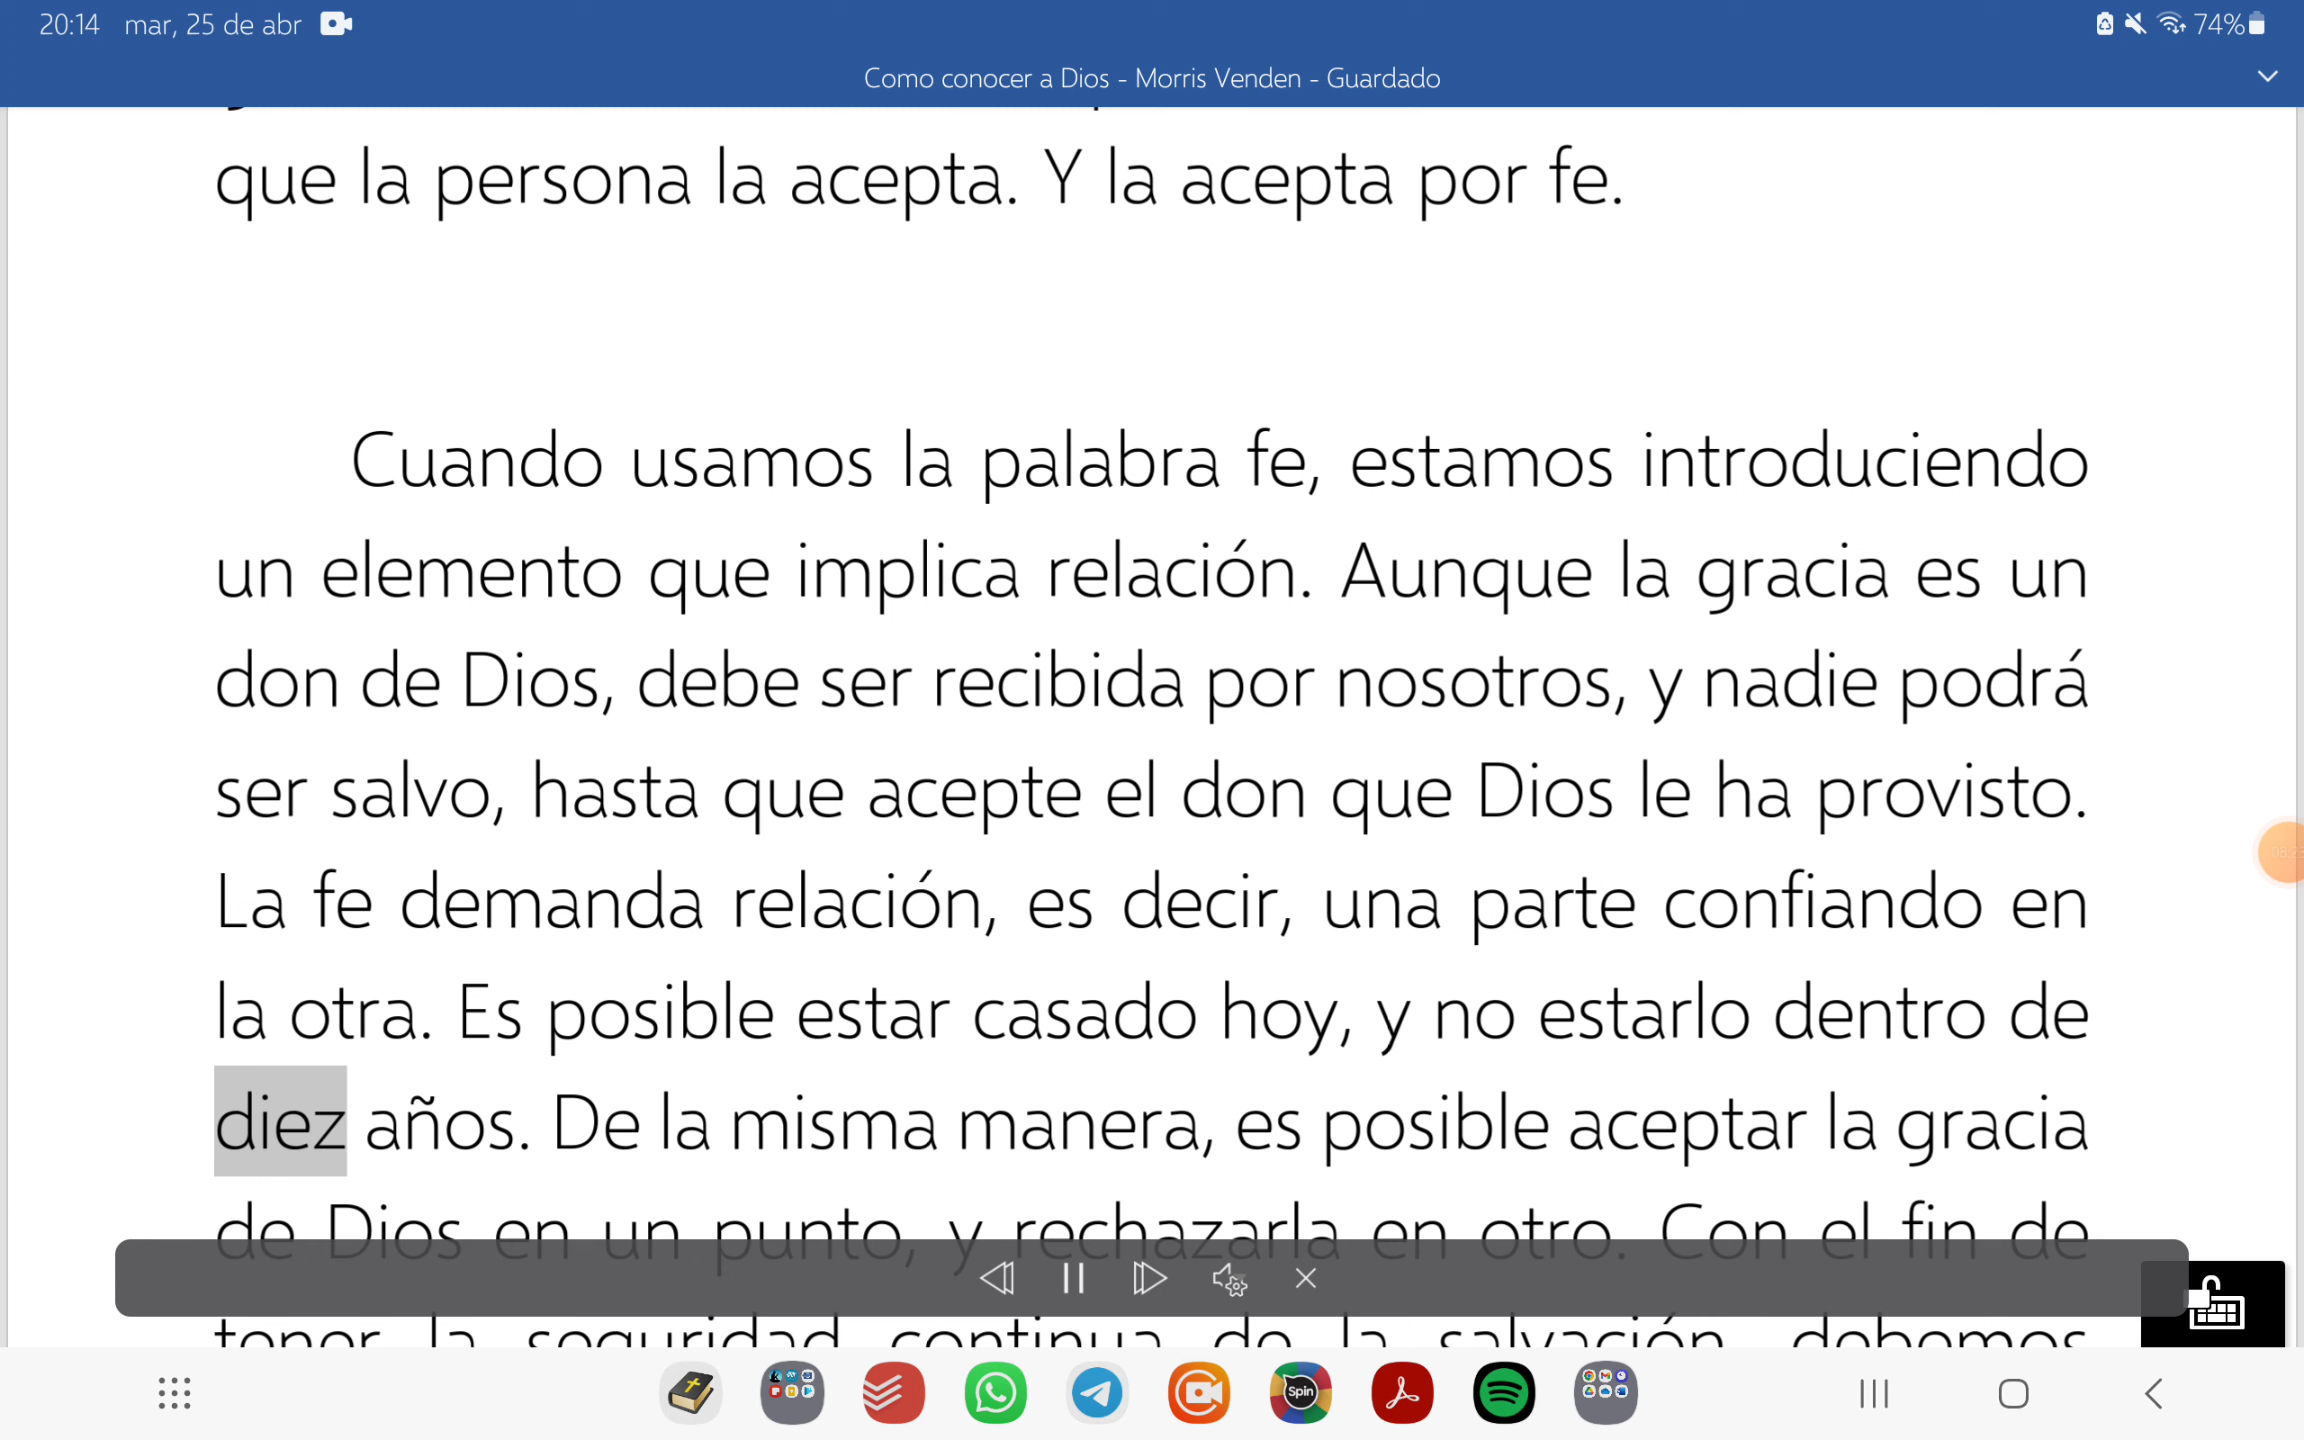 20:14 mar, 25 de abr 74%
Como conocer a Dios - Morris Venden - Guardado
que la persona la acepta. Y la acepta por fe.
Cuando usamos la palabra fe, estamos introduciendo
un elemento que implica relación. Aunque la gracia es un
don de Dios, debe ser recibida por nosotros, y nadie podrá
ser salvo, hasta que acepte el don que Dios le ha provisto.
La fe demanda relación, es decir, una parte confiando en
la otra. Es posible estar casado hoy, y no estarlo dentro de
diez años. De la misma manera, es posible aceptar la gracia
de Dios en un punto, y rechazarla en otro. Con el fin de
tener la seguridad continua de la salvación, debemos
Spin